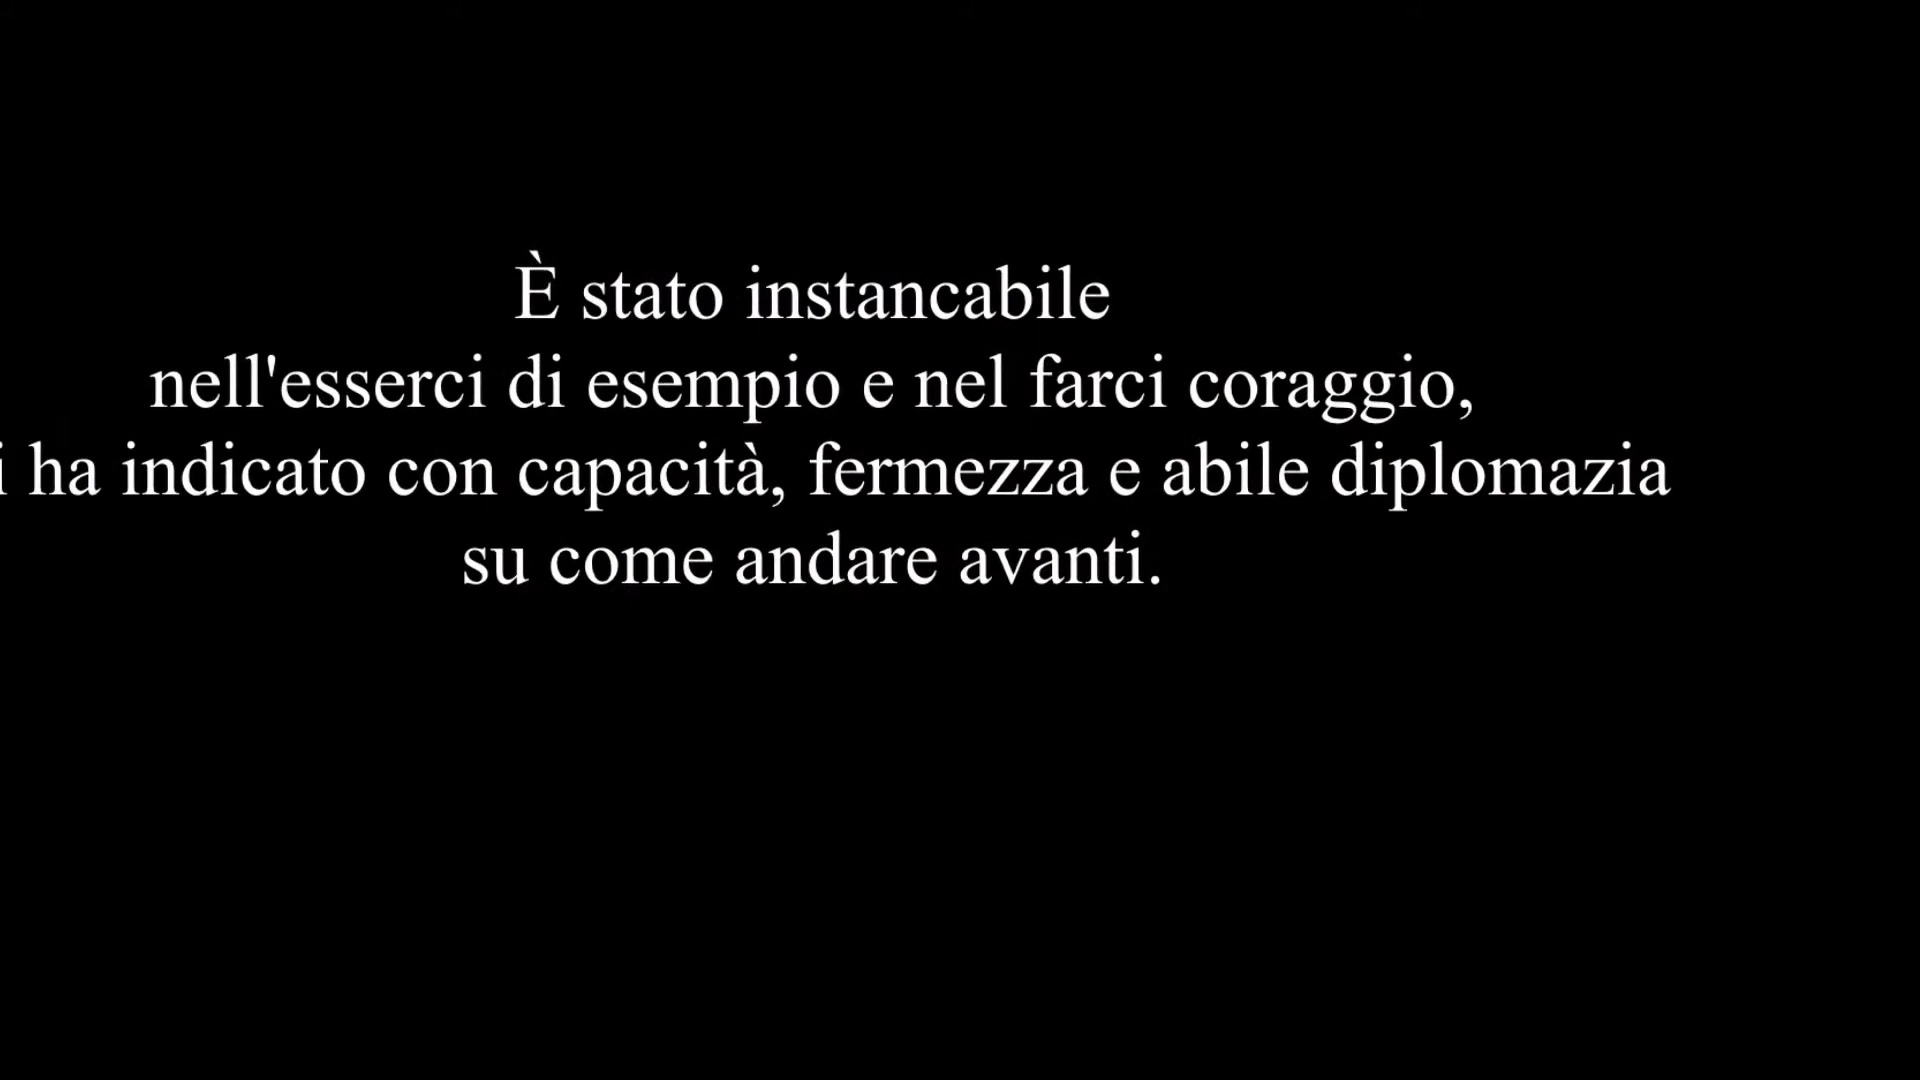 È stato instancabile
nell'esserci di esempio e nel farci coraggio,
i ha indicato con capacità, fermezza e abile diplomazia
su come andare avanti.